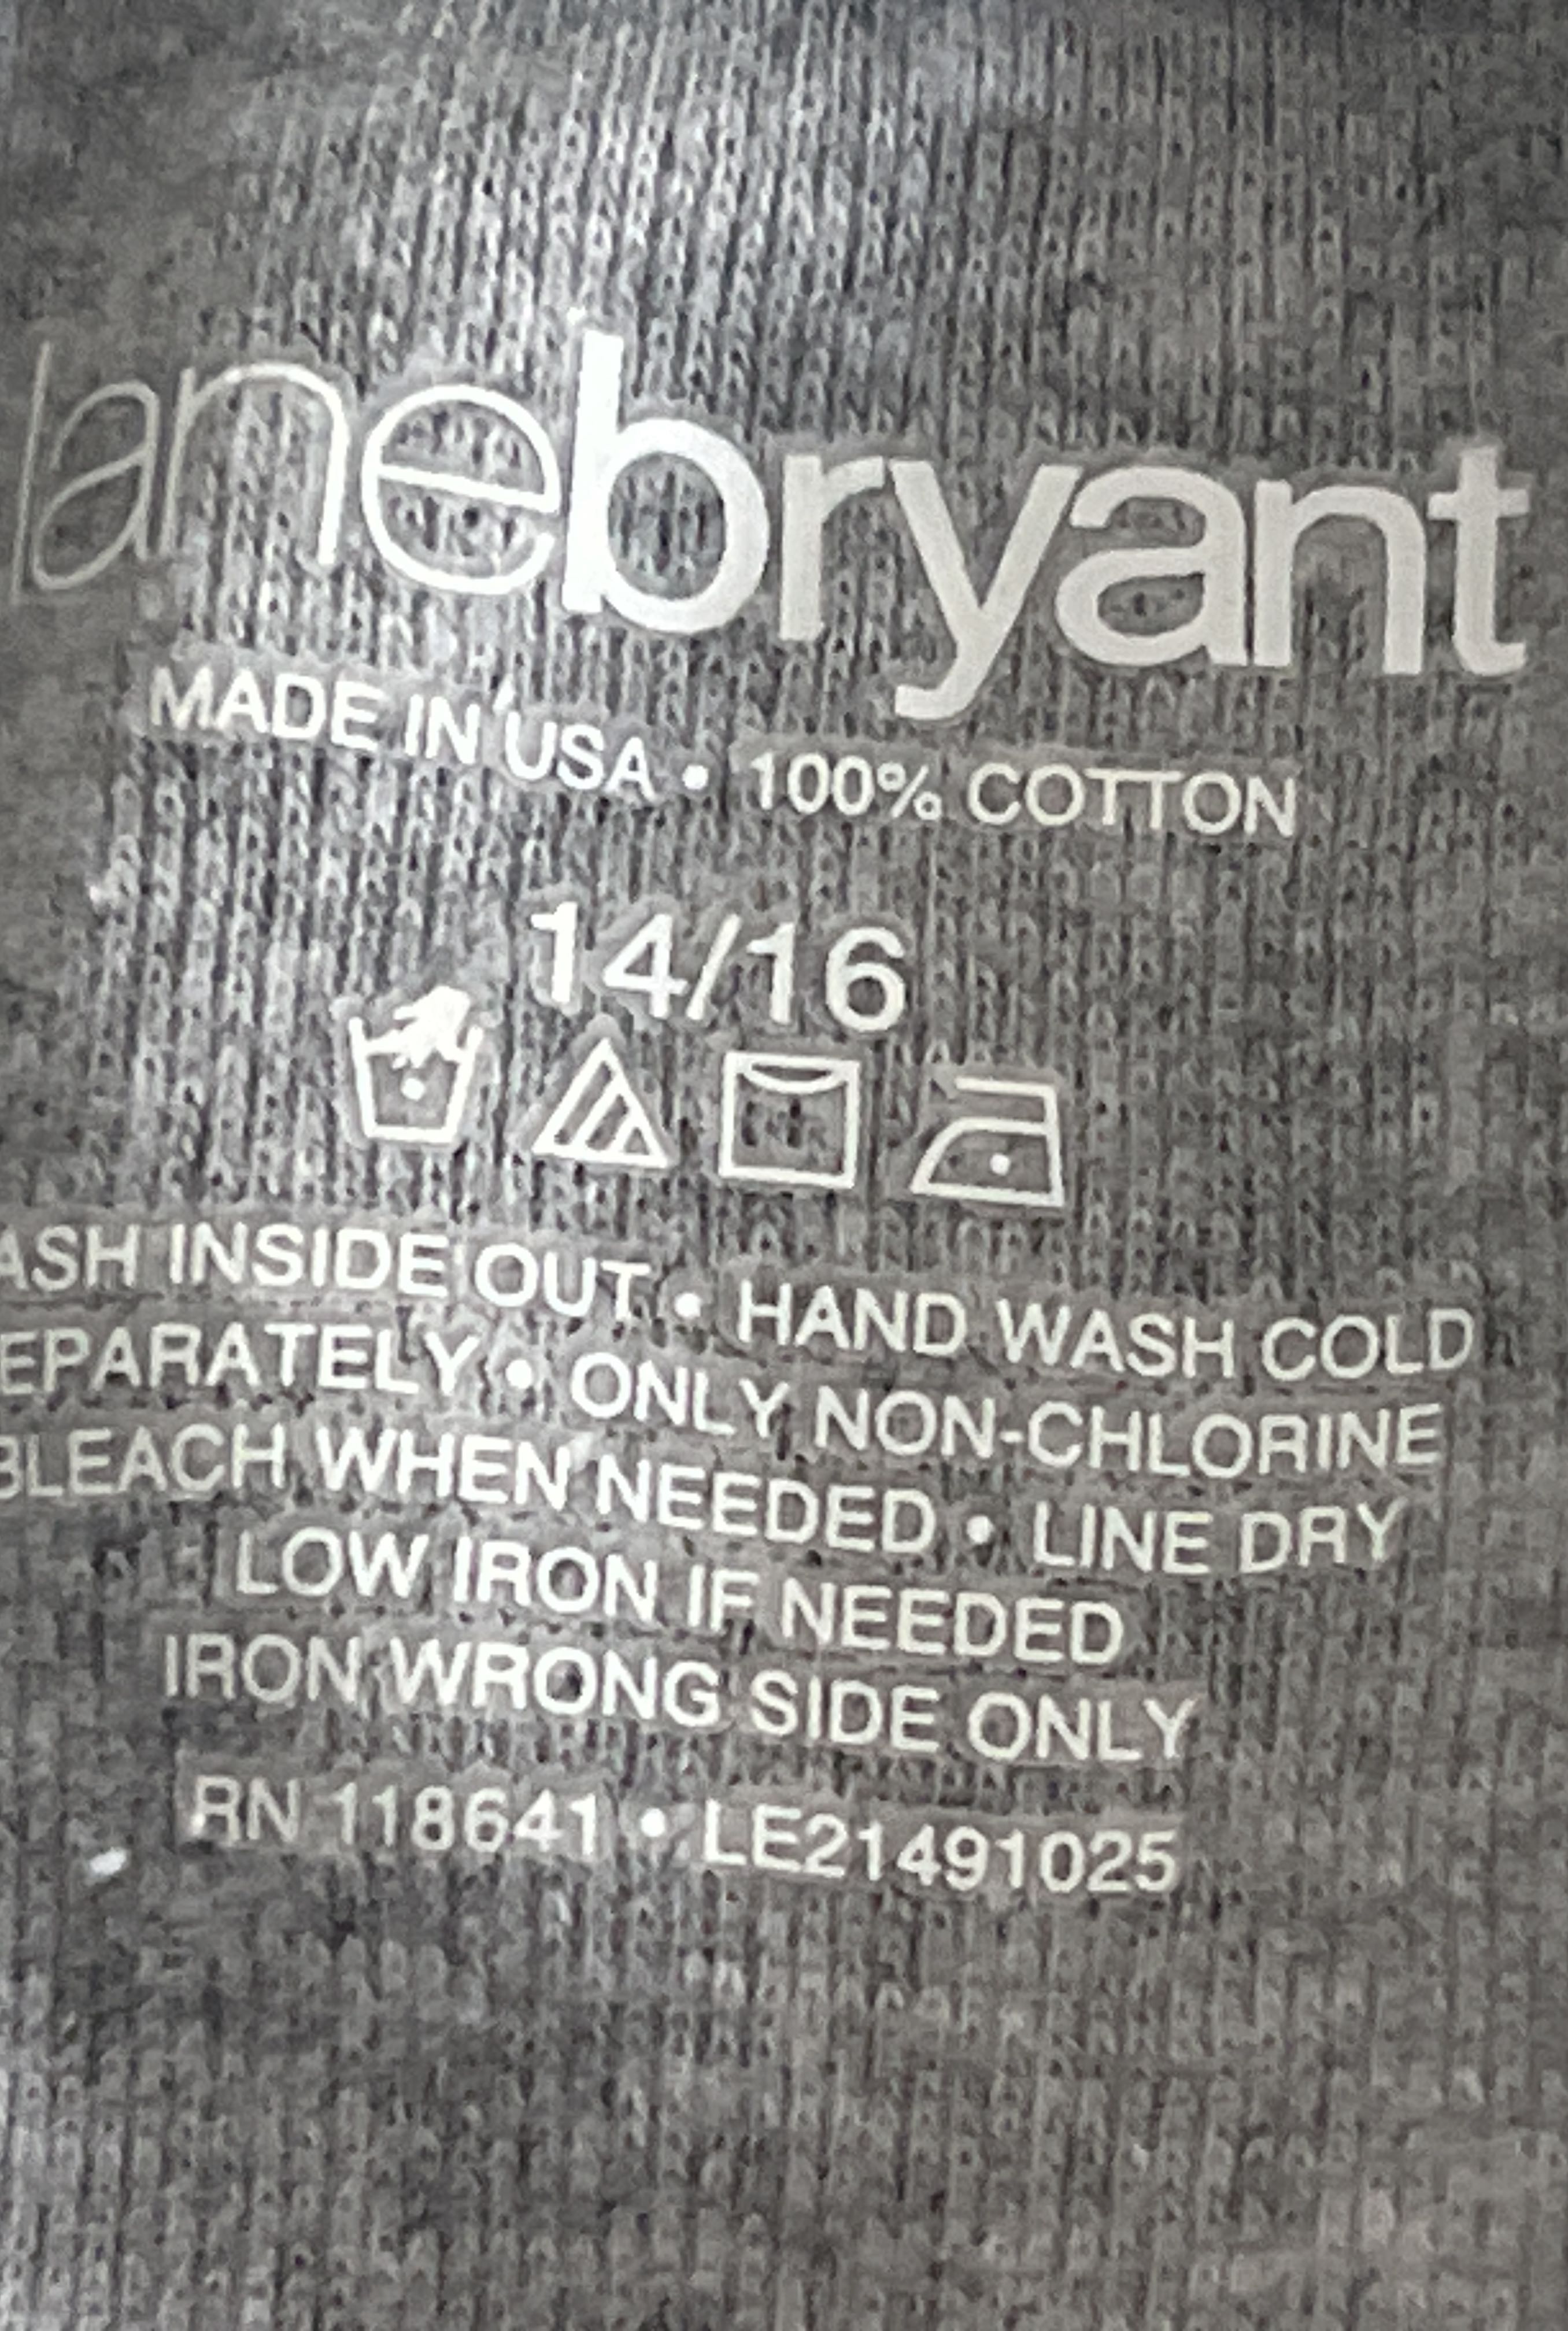 lanebryant
MADE IN USA • 100% COTTON
14/16
ASH INSIDE OUT • HAND WASH COLD
EPARATELY • ONLY NON-CHLORINE
BLEACH WHEN NEEDED • LINE DRY
LOW IRON IF NEEDED
IRON WRONG SIDE ONLY
RN 118641 • LE21491025